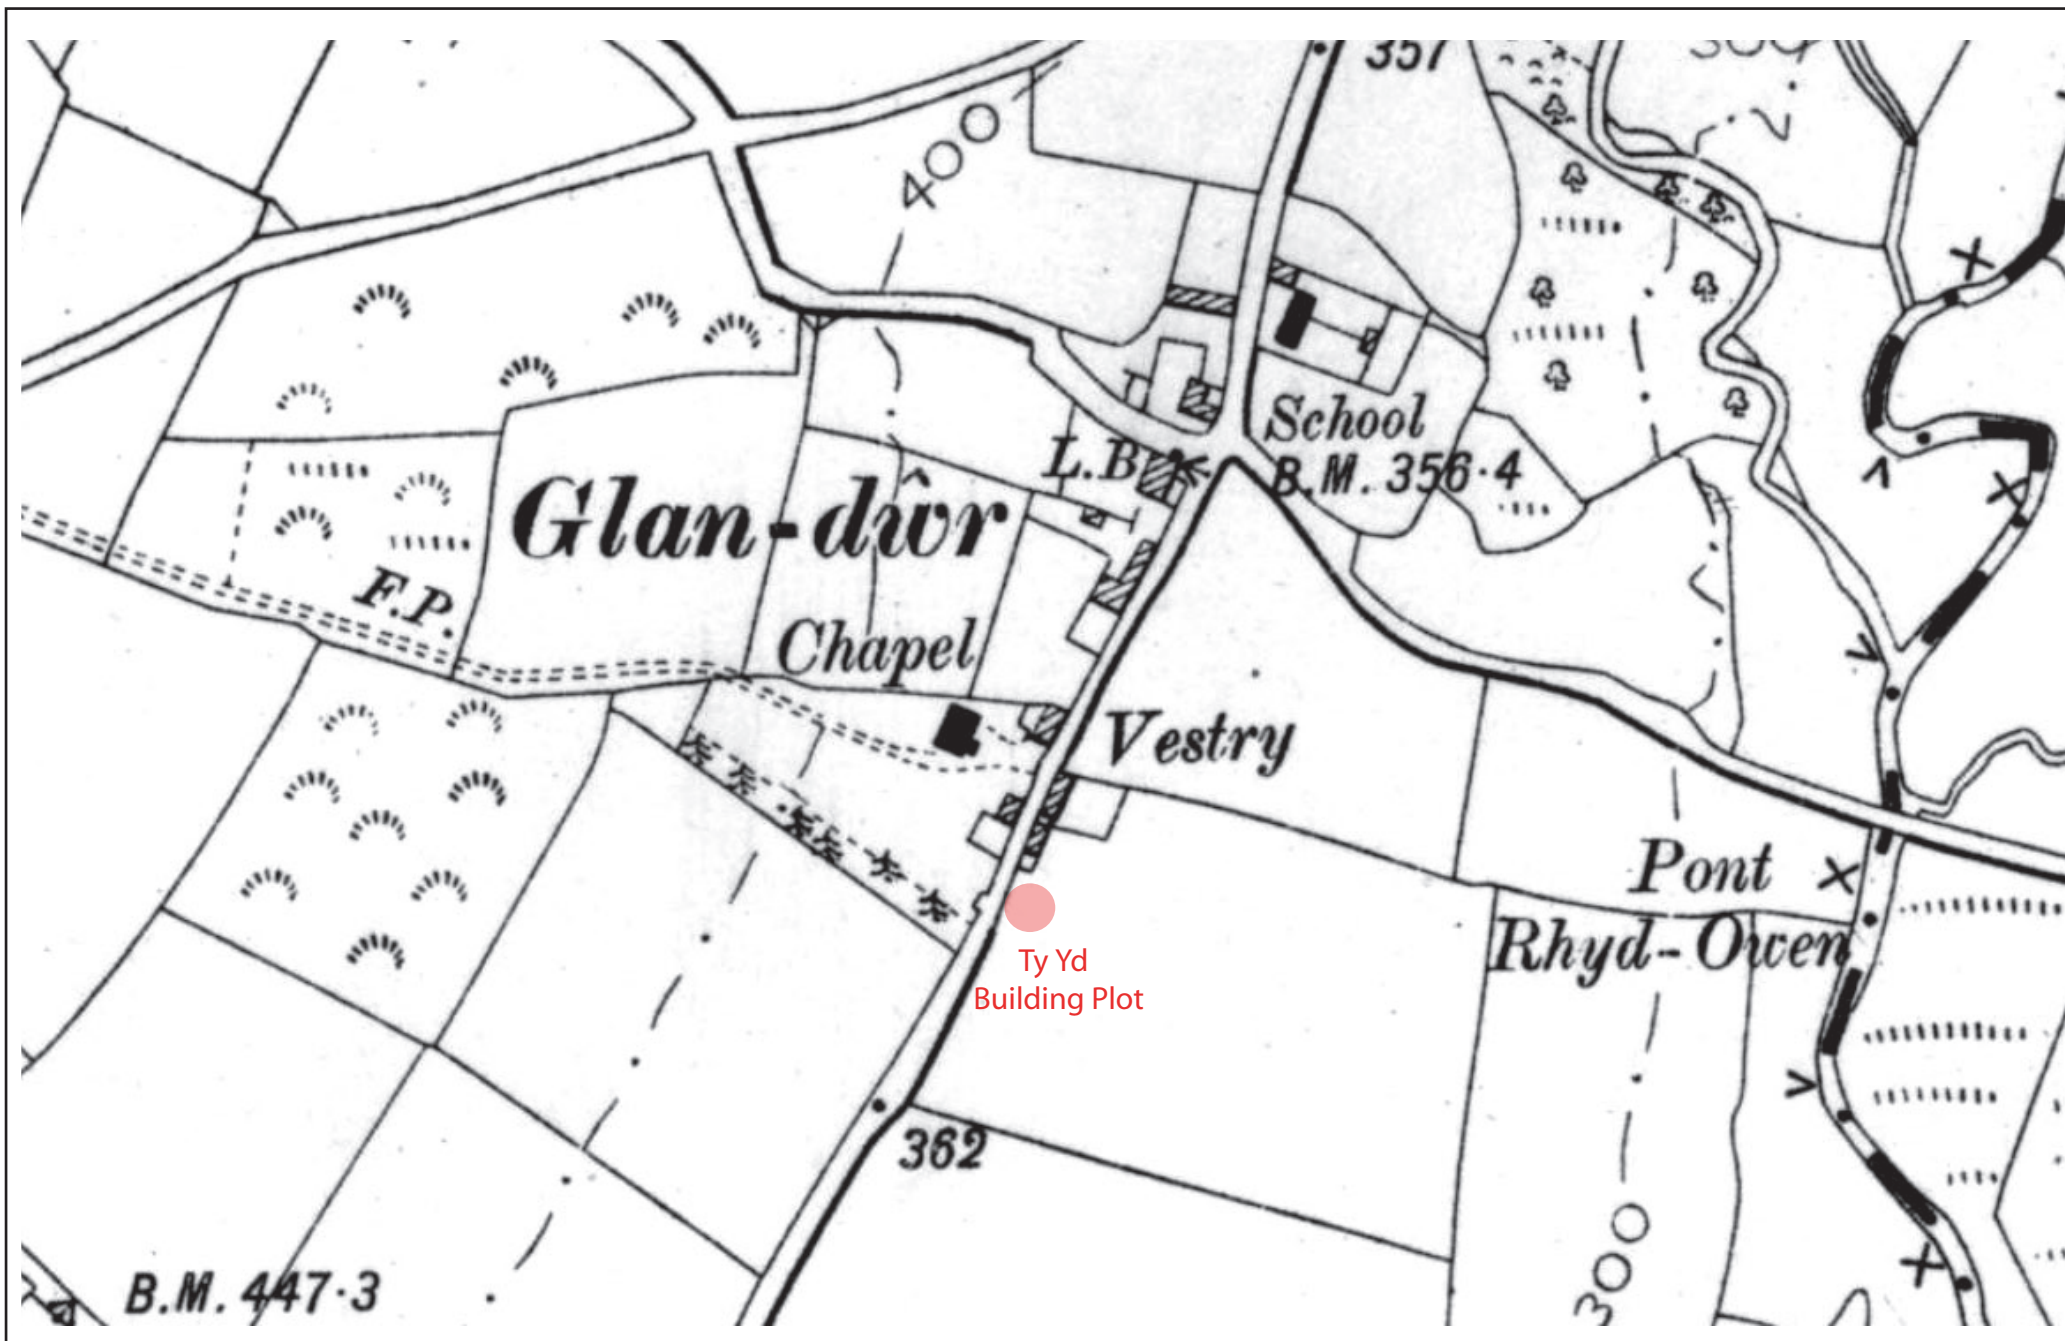 357
400
School
L.B.
B.M. 356·4
Glan-dŵr
F.P.
Chapel
Vestry
Pont
Rhyd-Owen
Ty Yd
Building Plot
362
300
B.M. 447·3